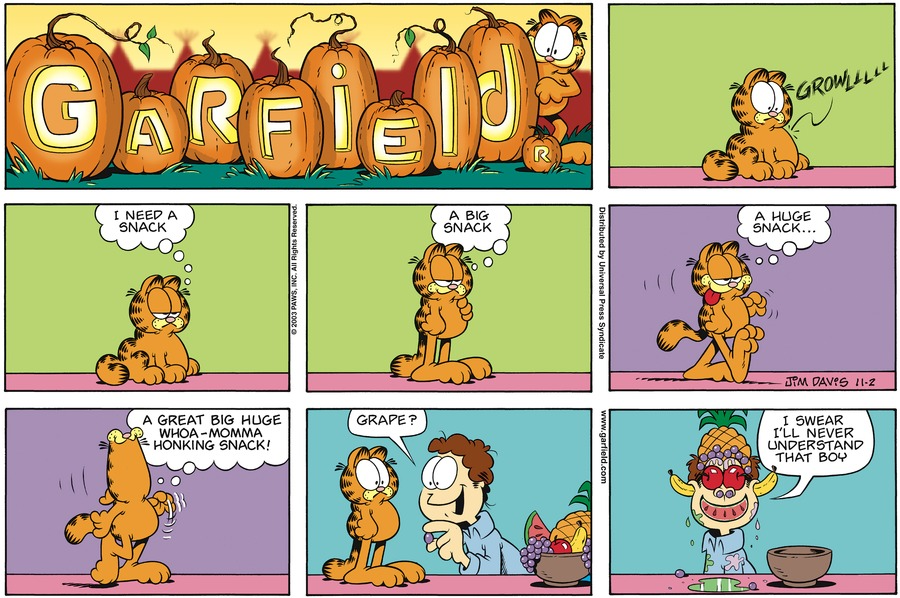 GARFiELd
R
GROWLLLLL
I NEED A
SNACK
© 2003 PAWS, INC. All Rights Reserved.
A BIG
SNACK
Distributed by Universal Press Syndicate
A HUGE
SNACK...
JIM DAVIS 11-2
A GREAT BIG HUGE
WHOA-MOMMA
HONKING SNACK!
GRAPE?
www.garfield.com
I SWEAR
I'LL NEVER
UNDERSTAND
THAT BOY